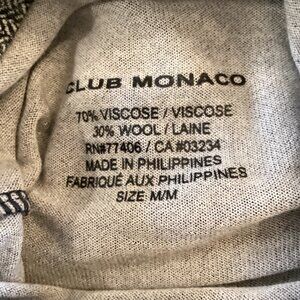 CLUB MONACO
70% VISCOSE / VISCOSE
30% WOOL / LAINE
RN#77406 / CA #03234
MADE IN PHILIPPINES
FABRIQUÉ AUX PHILIPPINES
SIZE M/M